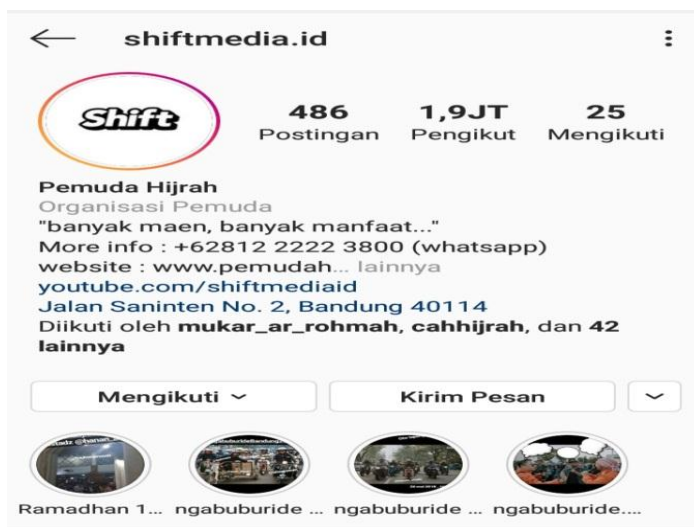 shiftmedia.id
Shift
486 1,9JT 25
Postingan Pengikut Mengikuti
Pemuda Hijrah
Organisasi Pemuda
"banyak maen, banyak manfaat..."
More info : +62812 2222 3800 (whatsapp)
website : www.pemudah... lainnya
youtube.com/shiftmediaid
Jalan Saninten No. 2, Bandung 40114
Diikuti oleh mukar_ar_rohmah, cahhijrah, dan 42
lainnya
Mengikuti Kirim Pesan
Ramadhan 1... ngabuburide ... ngabuburide ... ngabuburide....